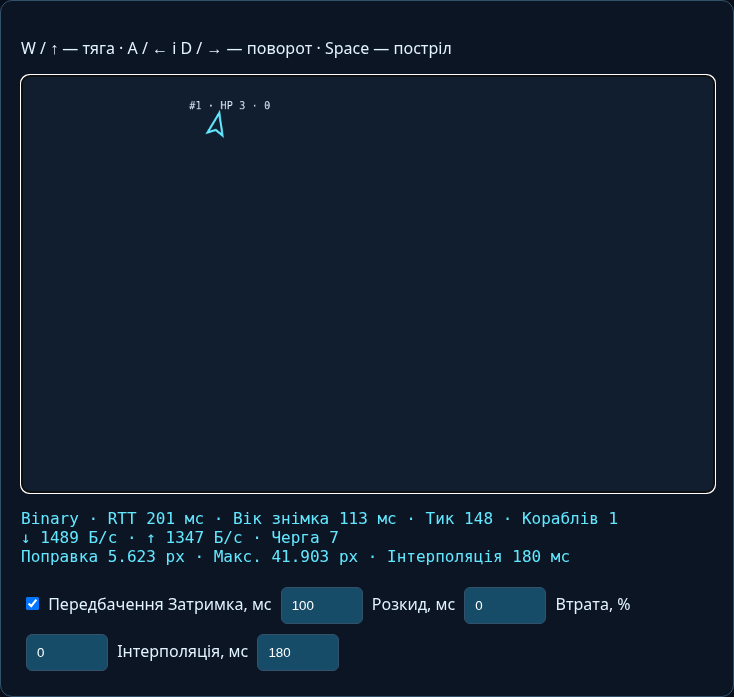 W / ↑ — тяга · A / ← і D / → — поворот · Space — постріл
#1 · HP 3 · 0
Binary · RTT 201 мс · Вік знімка 113 мс · Тик 148 · Кораблів 1
↓ 1489 Б/с · ↑ 1347 Б/с · Черга 7
Поправка 5.623 px · Макс. 41.903 px · Інтерполяція 180 мс
Передбачення Затримка, мс 100 Розкид, мс 0 Втрата, %
0 Інтерполяція, мс 180